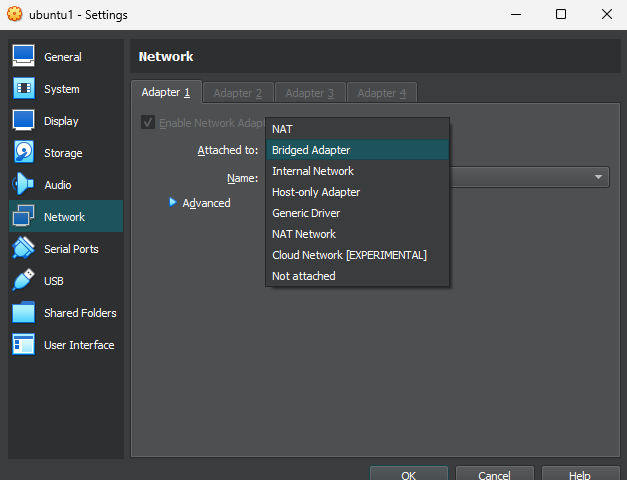 ubuntu1 - Settings
General
System
Display
Storage
Audio
Network
Serial Ports
USB
Shared Folders
User Interface
Network
Adapter 1
Adapter 2
Adapter 3
Adapter 4
Enable Network Adap
Attached to:
NAT
Bridged Adapter
Internal Network
Host-only Adapter
Generic Driver
NAT Network
Cloud Network [EXPERIMENTAL]
Not attached
Name:
Advanced
OK
Cancel
Help